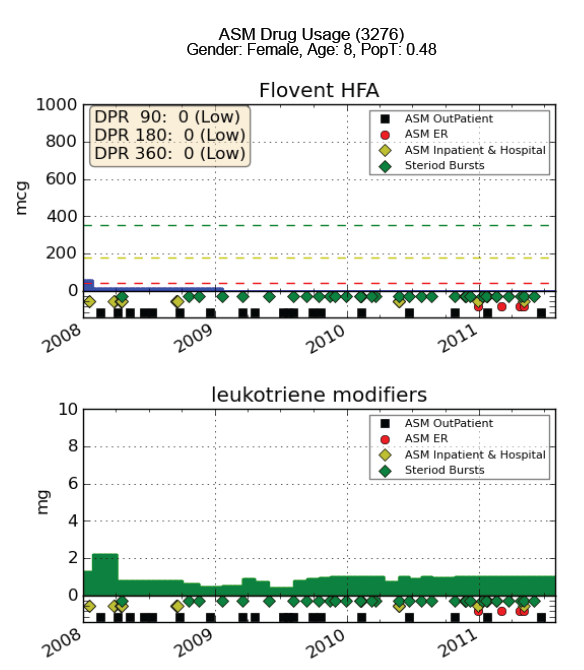 ASM Drug Usage (3276)
Gender: Female, Age: 8, PopT: 0.48
Flovent HFA
1000
800
600
400
200
0
mcg
DPR 90: 0 (Low)
DPR 180: 0 (Low)
DPR 360: 0 (Low)
ASM OutPatient
ASM ER
ASM Inpatient & Hospital
Steriod Bursts
2008
2009
2010
2011
leukotriene modifiers
10
8
6
4
2
0
mg
ASM OutPatient
ASM ER
ASM Inpatient & Hospital
Steriod Bursts
2008
2009
2010
2011